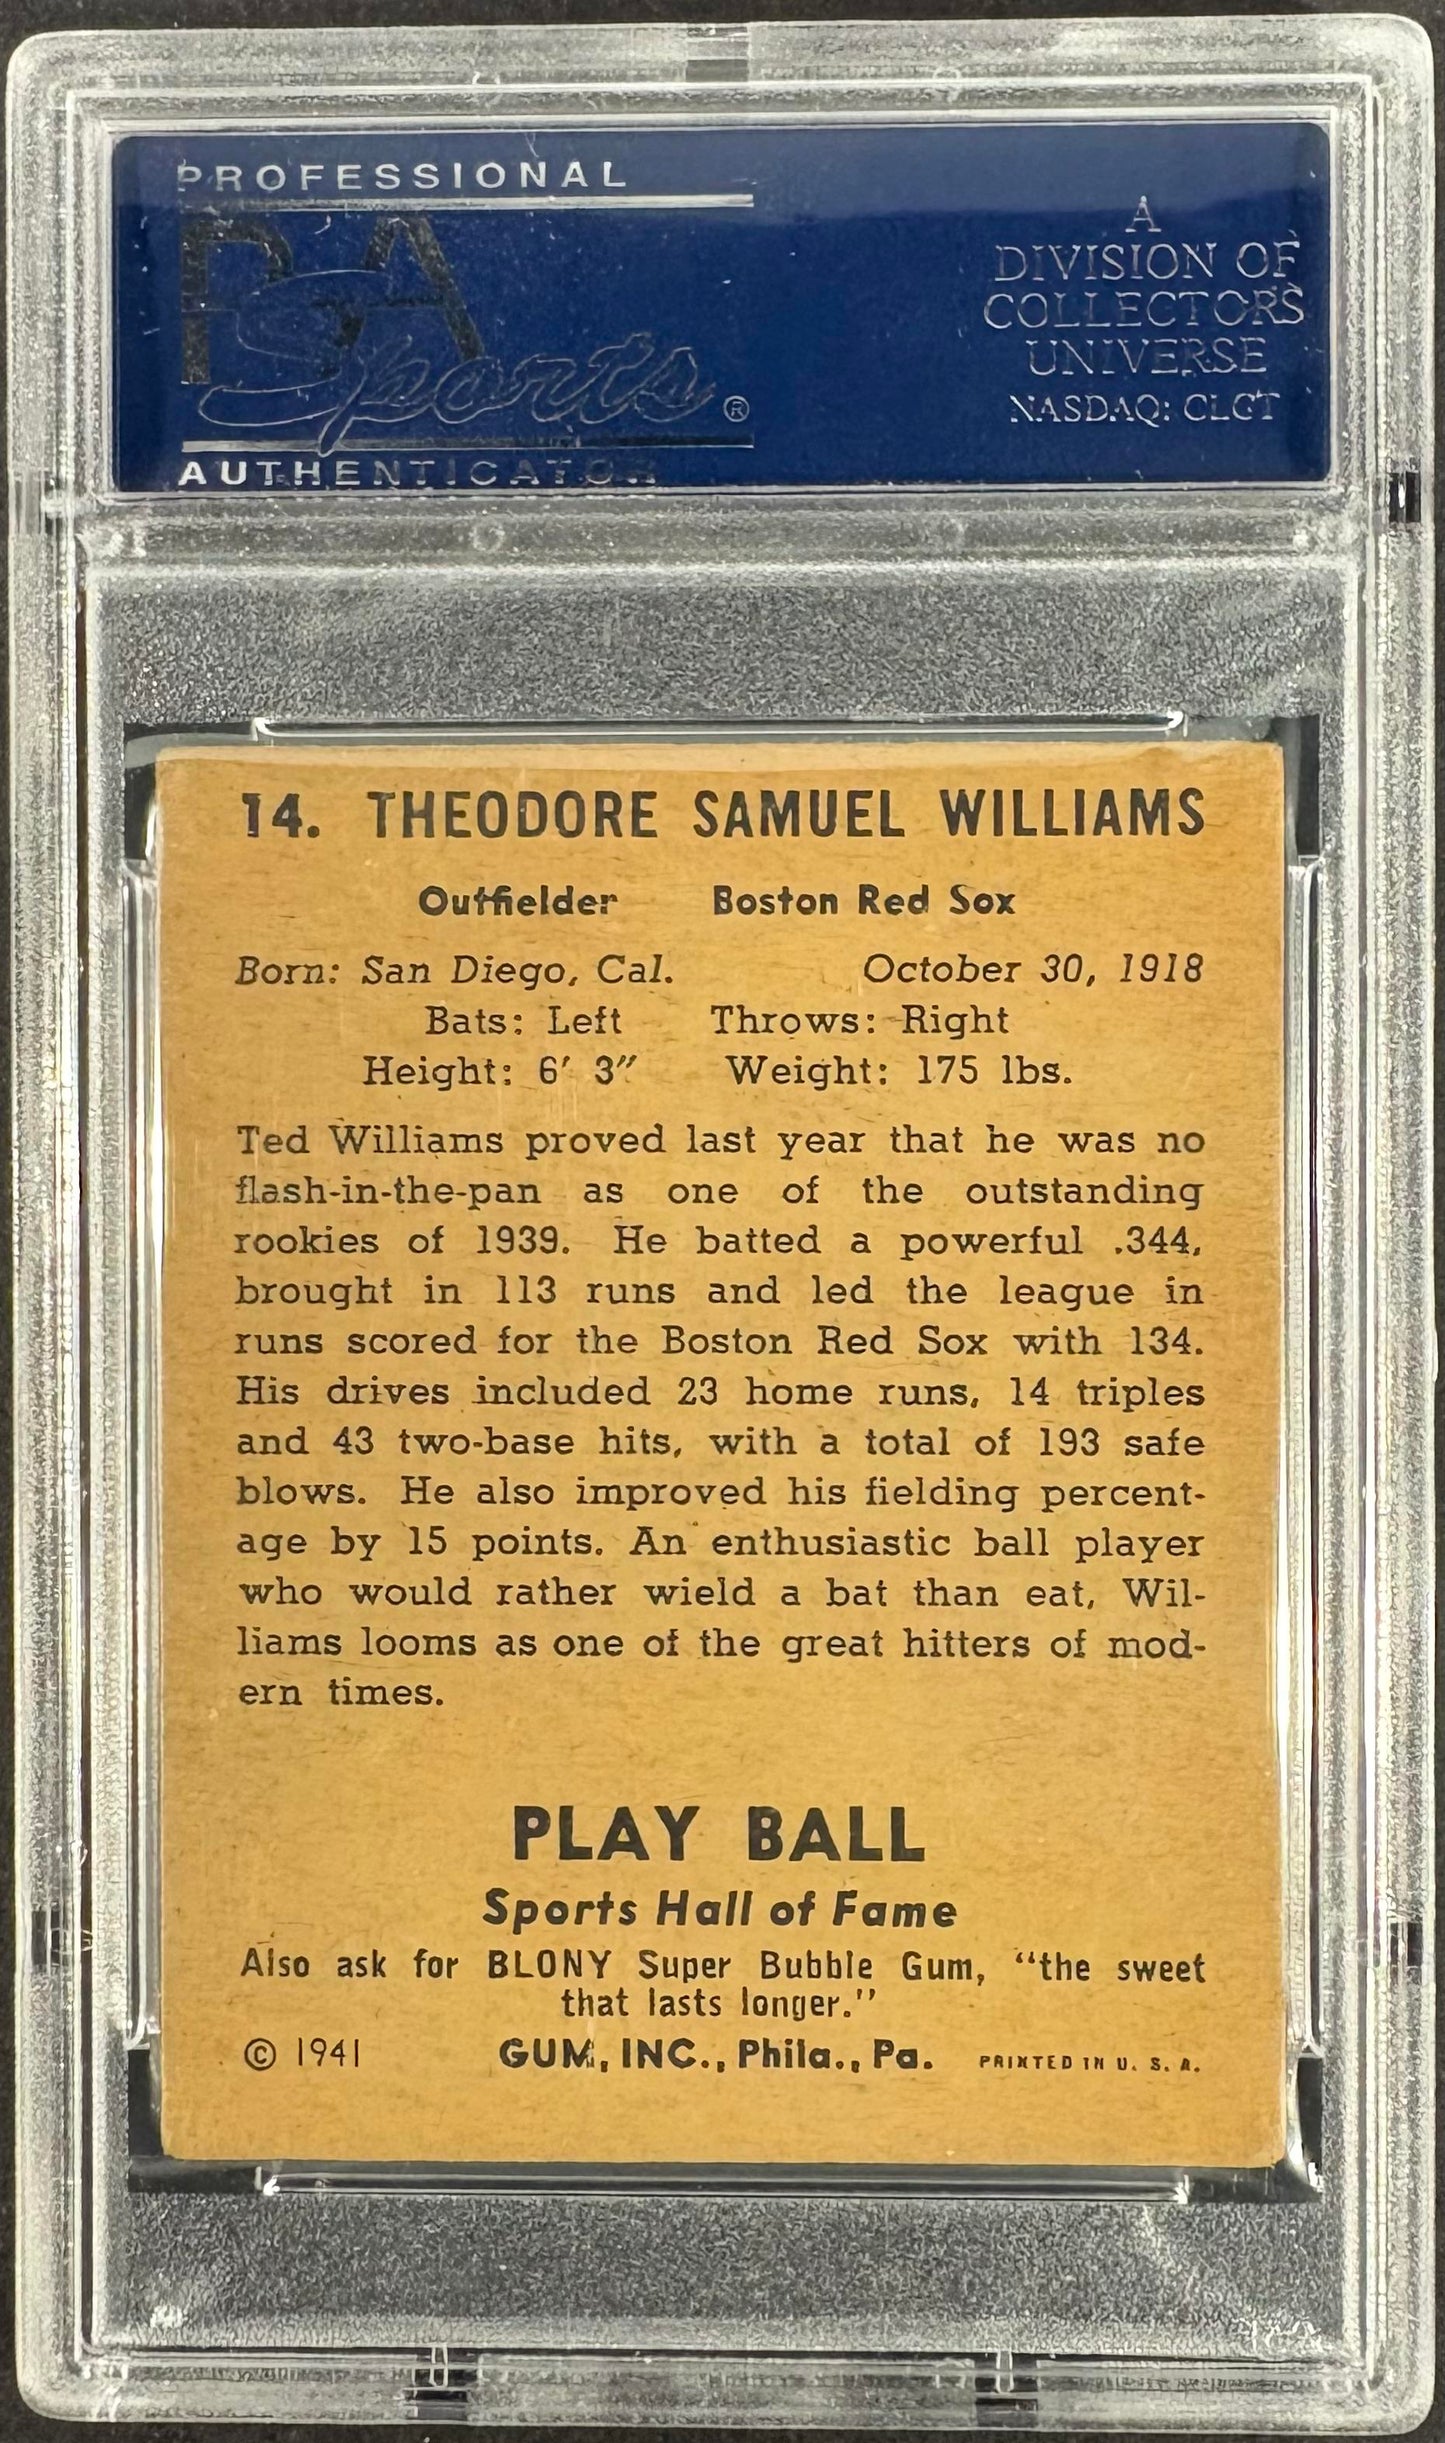 PROFESSIONAL
PSA
Sports®
AUTHENTICATOR
A
DIVISION OF
COLLECTORS
UNIVERSE
NASDAQ: CLCT
14. THEODORE SAMUEL WILLIAMS
Outfielder Boston Red Sox
Born: San Diego, Cal. October 30, 1918
Bats: Left Throws: Right
Height: 6′ 3″ Weight: 175 lbs.
Ted Williams proved last year that he was no
flash-in-the-pan as one of the outstanding
rookies of 1939. He batted a powerful .344,
brought in 113 runs and led the league in
runs scored for the Boston Red Sox with 134.
His drives included 23 home runs, 14 triples
and 43 two-base hits, with a total of 193 safe
blows. He also improved his fielding percent-
age by 15 points. An enthusiastic ball player
who would rather wield a bat than eat, Wil-
liams looms as one of the great hitters of mod-
ern times.
PLAY BALL
Sports Hall of Fame
Also ask for BLONY Super Bubble Gum, “the sweet
that lasts longer.”
© 1941 GUM, INC., Phila., Pa. PRINTED IN U. S. A.